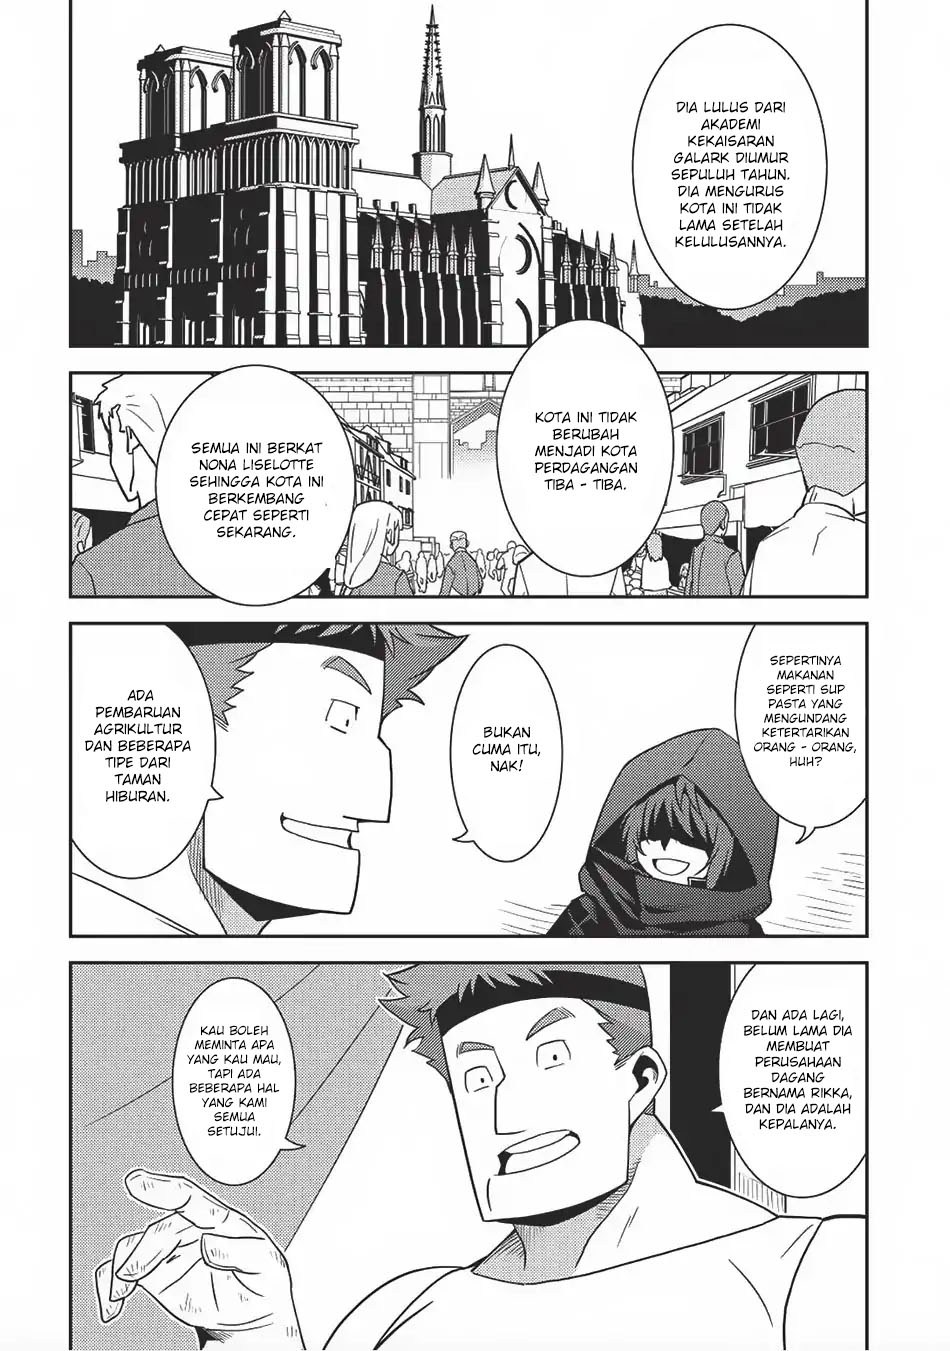 DIA LULUS DARI
AKADEMI
KEKAISARAN
GALARK DIUMUR
SEPULUH TAHUN.
DIA MENGURUS
KOTA INI TIDAK
LAMA SETELAH
KELULUSANNYA.
KOTA INI TIDAK
BERUBAH
MENJADI KOTA
PERDAGANGAN
TIBA - TIBA.
SEMUA INI BERKAT
NONA LISELOTTE
SEHINGGA KOTA INI
BERKEMBANG
CEPAT SEPERTI
SEKARANG.
SEPERTINYA
MAKANAN
SEPERTI SUP
PASTA YANG
MENGUNDANG
KETERTARIKAN
ORANG - ORANG,
HUH?
BUKAN
CUMA ITU,
NAK!
ADA
PEMBARUAN
AGRIKULTUR
DAN BEBERAPA
TIPE DARI
TAMAN
HIBURAN.
DAN ADA LAGI,
BELUM LAMA DIA
MEMBUAT
PERUSAHAAN
DAGANG
BERNAMA RIKKA,
DAN DIA ADALAH
KEPALANYA.
KAU BOLEH
MEMINTA APA
YANG KAU MAU,
TAPI ADA
BEBERAPA HAL
YANG KAMI
SEMUA
SETUJUI.